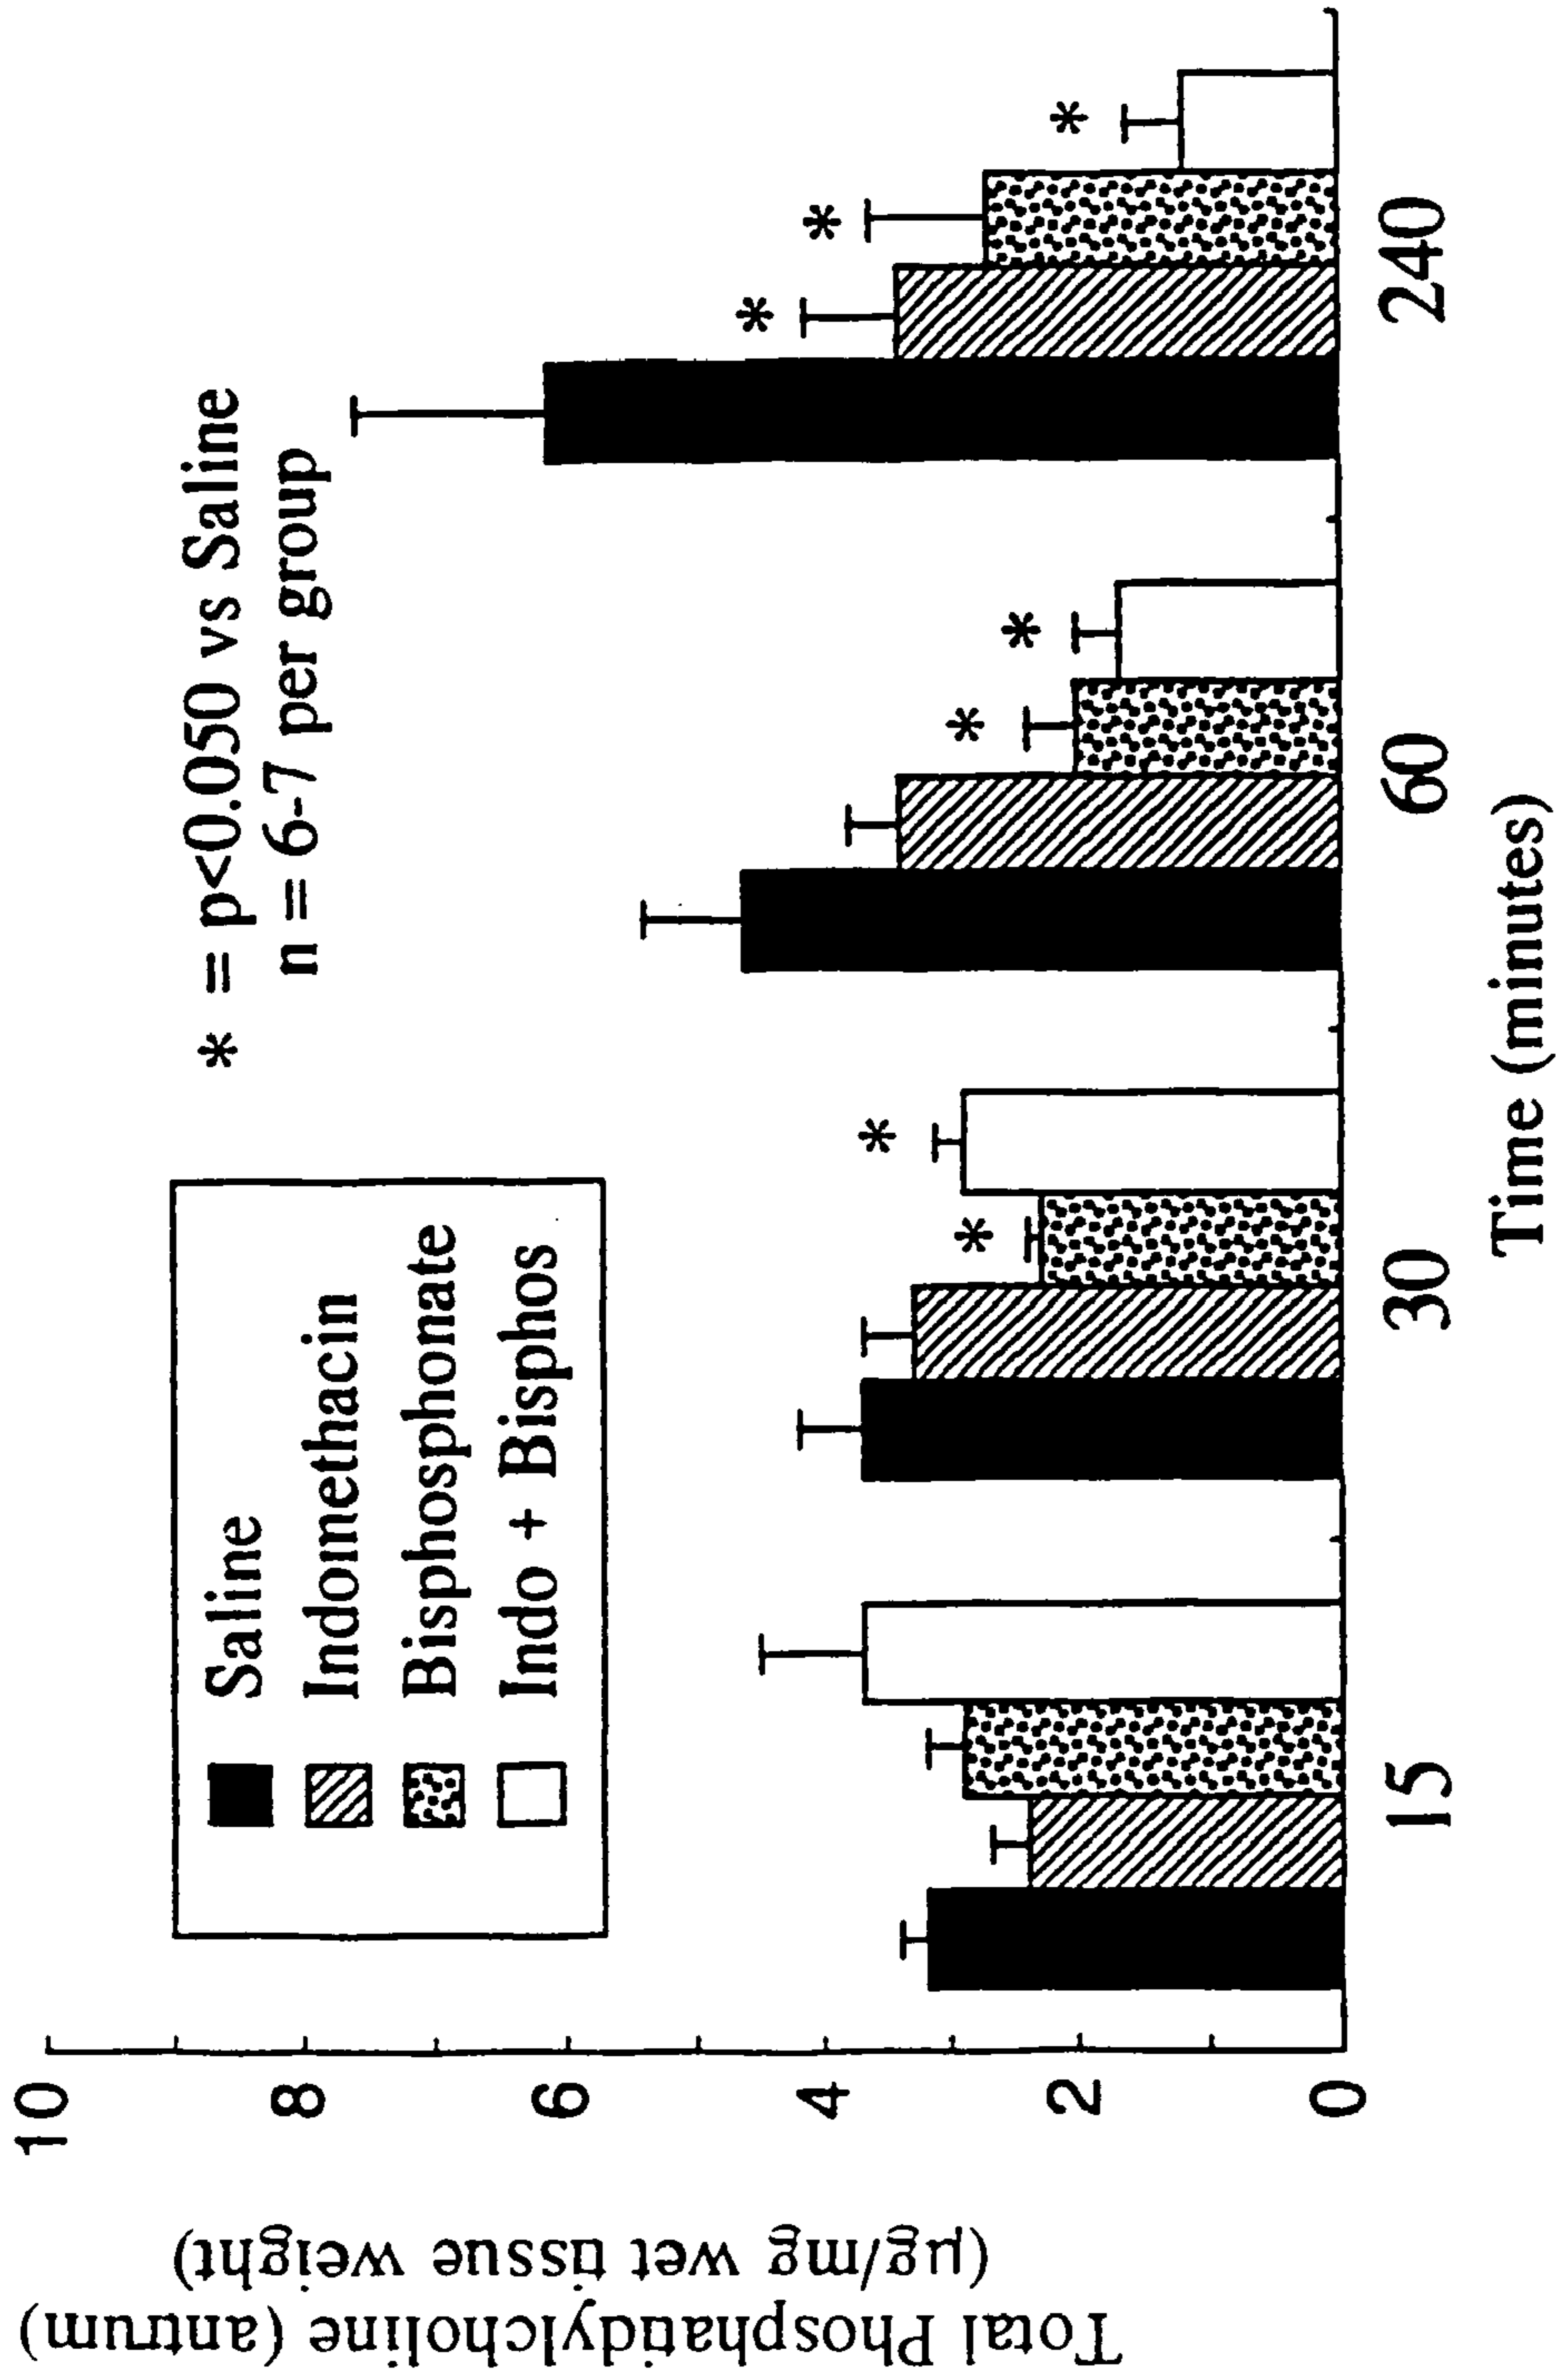 Total Phosphatidylcholine (antrum)
(µg/mg wet tissue weight)
10
8
6
4
2
0
Saline
Indomethacin
Bisphosphonate
Indo + Bisphos
* = p<0.050 vs Saline
n = 6-7 per group
*
*
*
*
*
*
*
15
30
60
240
Time (minutes)